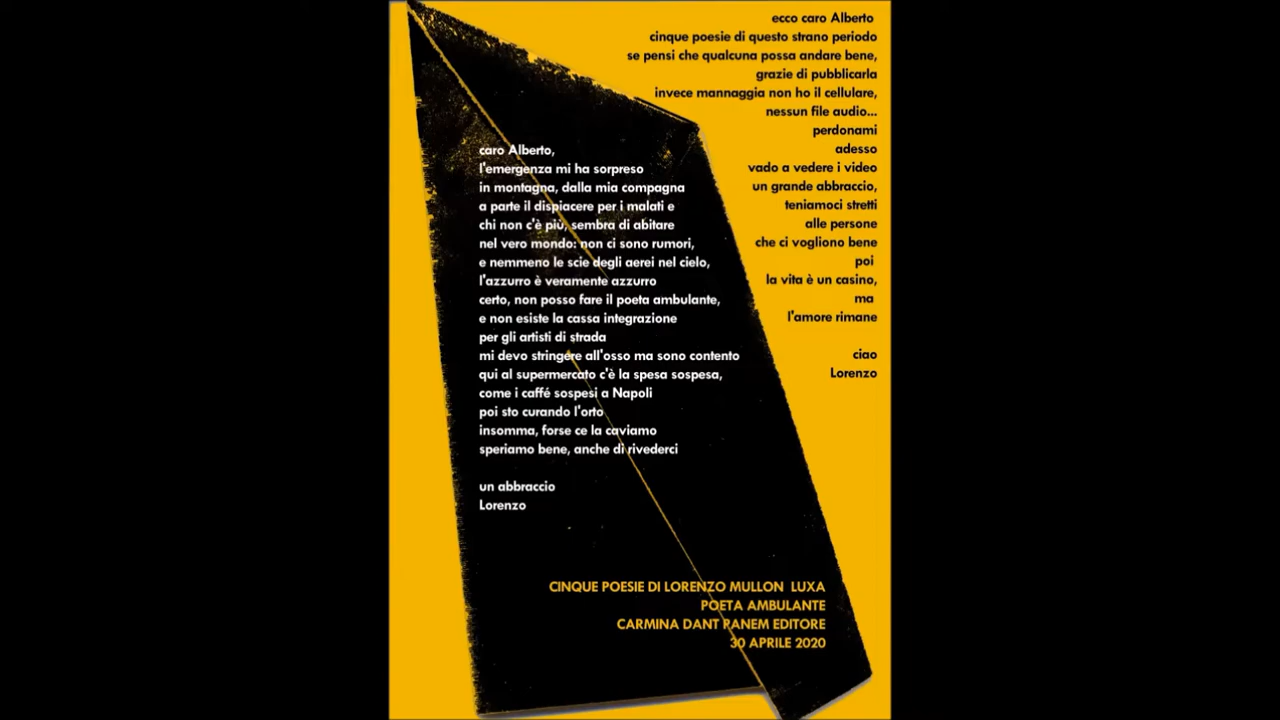 ecco caro Alberto
cinque poesie di questo strano periodo
se pensi che qualcuna possa andare bene,
grazie di pubblicarla
invece mannaggia non ho il cellulare,
nessun file audio...
perdonami
adesso
vado a vedere i video
un grande abbraccio,
teniamoci stretti
alle persone
che ci vogliono bene
poi
la vita è un casino,
ma
l'amore rimane
ciao
Lorenzo
caro Alberto,
l'emergenza mi ha sorpreso
in montagna, dalla mia compagna
a parte il dispiacere per i malati e
chi non c'è più, sembra di abitare
nel vero mondo: non ci sono rumori,
e nemmeno le scie degli aerei nel cielo,
l'azzurro è veramente azzurro
certo, non posso fare il poeta ambulante,
e non esiste la cassa integrazione
per gli artisti di strada
mi devo stringere all'osso ma sono contento
qui al supermercato c'è la spesa sospesa,
come i caffé sospesi a Napoli
poi sto curando l'orto
insomma, forse ce la caviamo
speriamo bene, anche di rivederci
un abbraccio
Lorenzo
CINQUE POESIE DI LORENZO MULLON LUXA
POETA AMBULANTE
CARMINA DANT PANEM EDITORE
30 APRILE 2020